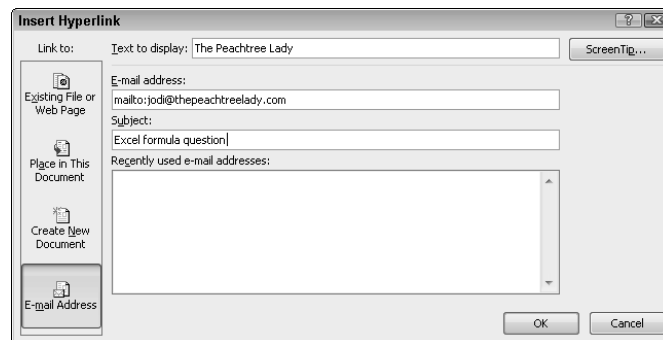 Insert Hyperlink
Link to:
Text to display: The Peachtree Lady
ScreenTip...
Existing File or
Web Page
Place in This
Document
Create New
Document
E-mail Address
E-mail address:
mailto:jodi@thepeachtreelady.com
Subject:
Excel formula question
Recently used e-mail addresses:
OK
Cancel